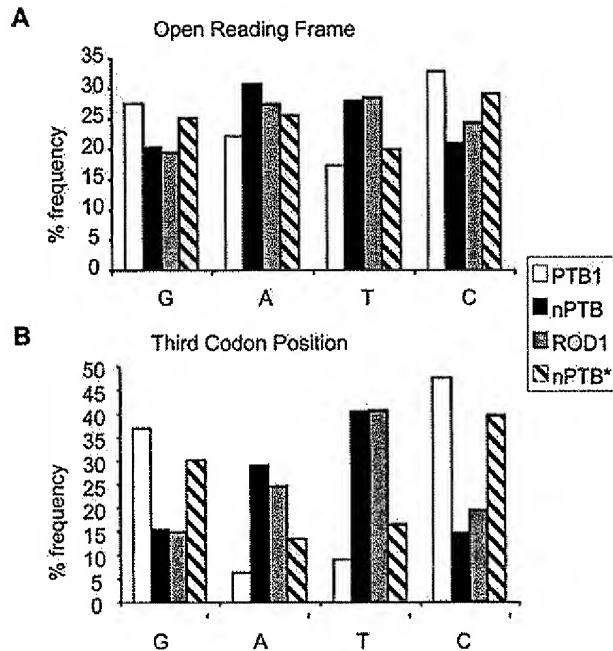 A
Open Reading Frame
% frequency
35
30
25
20
15
10
5
0
G A T C
PTB1
nPTB
ROD1
nPTB*
B
Third Codon Position
% frequency
50
45
40
35
30
25
20
15
10
5
0
G A T C